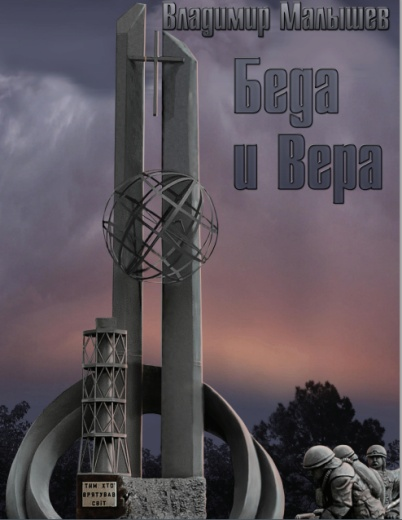 Владимир Малышев
Беда
и Вера
ТИМ ХТО
ВРЯТУВАВ
СВІТ